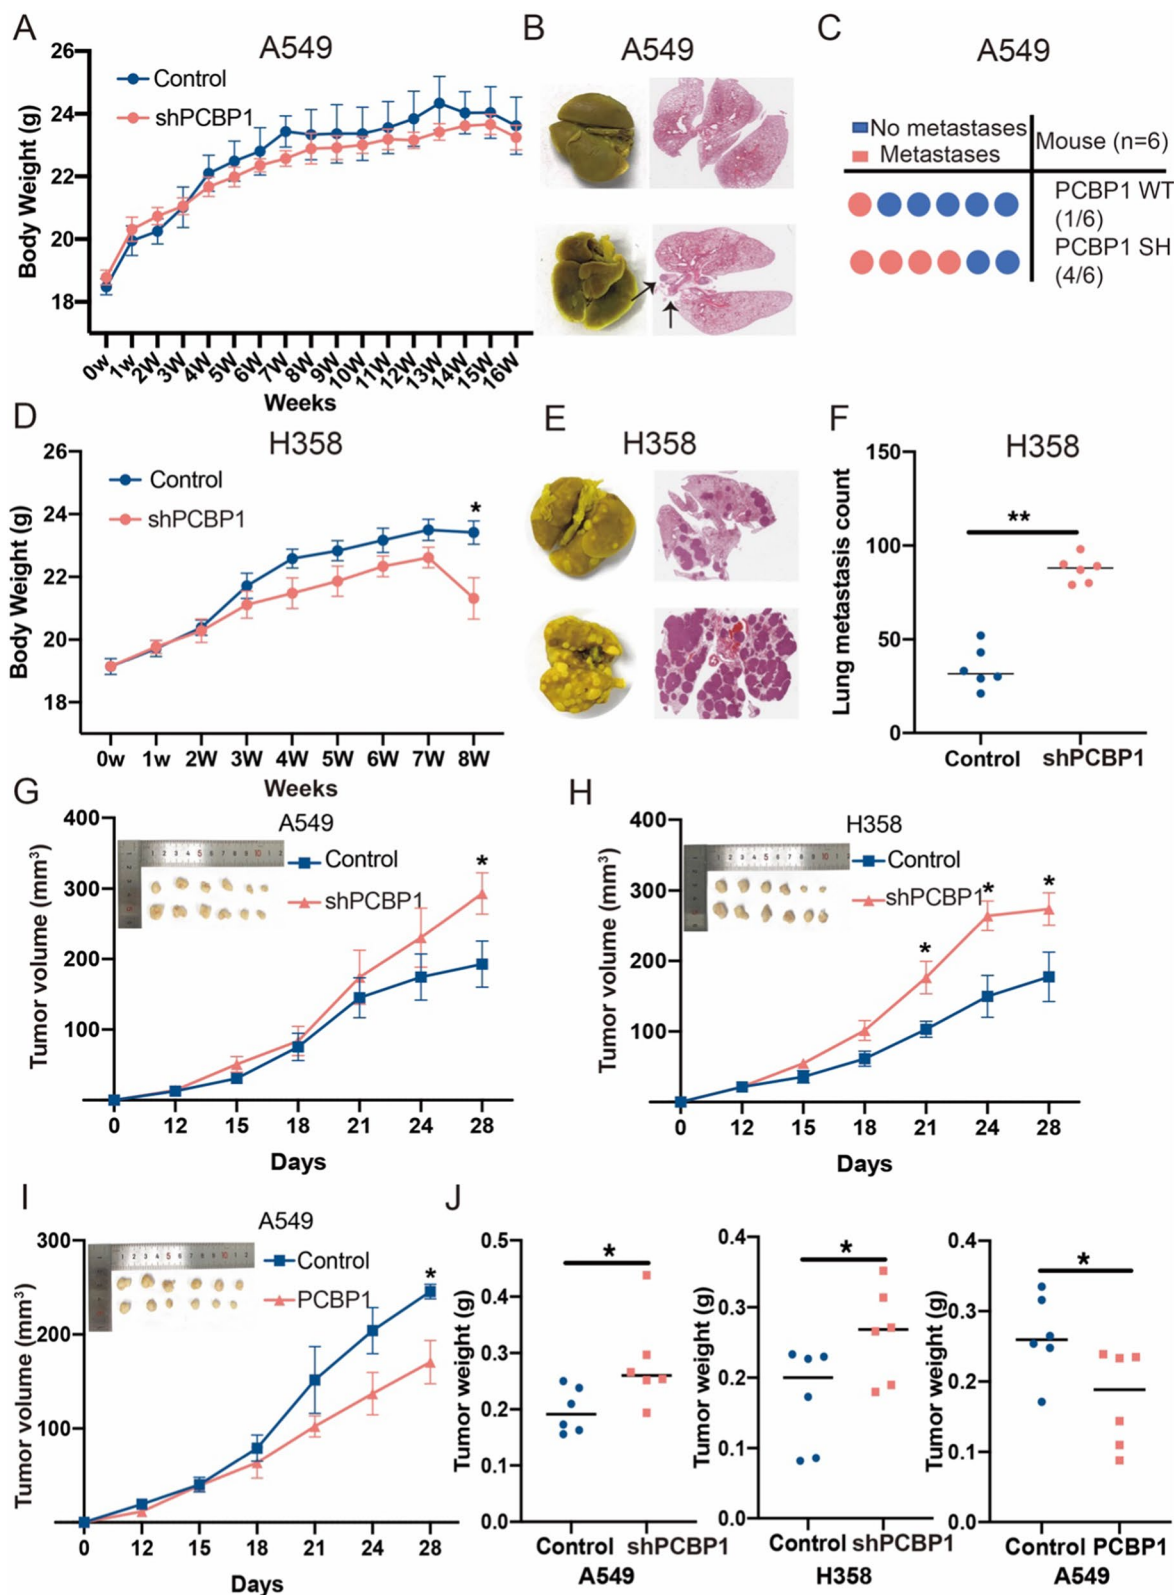 A
A549
26
24
22
20
18
Body Weight (g)
Control
shPCBP1
0w
1w
2W
3W
4W
5W
6W
7W
8W
9W
10W
11W
12W
13W
14W
15W
16W
Weeks
B
A549
C
A549
No metastases
Metastases
Mouse (n=6)
PCBP1 WT
(1/6)
PCBP1 SH
(4/6)
D
H358
26
24
22
20
18
Body Weight (g)
Control
shPCBP1
*
0w
1w
2W
3W
4W
5W
6W
7W
8W
Weeks
E
H358
F
H358
150
100
50
0
Lung metastasis count
**
Control
shPCBP1
G
A549
400
300
200
100
Tumor volume (mm³)
Control
shPCBP1
*
0
12
15
18
21
24
28
Days
H
H358
400
300
200
100
Tumor volume (mm³)
Control
shPCBP1
*
*
*
0
12
15
18
21
24
28
Days
I
A549
300
200
100
Tumor volume (mm³)
Control
PCBP1
*
0
12
15
18
21
24
28
Days
J
0.5
0.4
0.3
0.2
0.1
0.0
Tumor weight (g)
*
Control shPCBP1
A549
0.4
0.3
0.2
0.1
0.0
Tumor weight (g)
*
Control shPCBP1
H358
0.4
0.3
0.2
0.1
0.0
Tumor weight (g)
*
Control PCBP1
A549